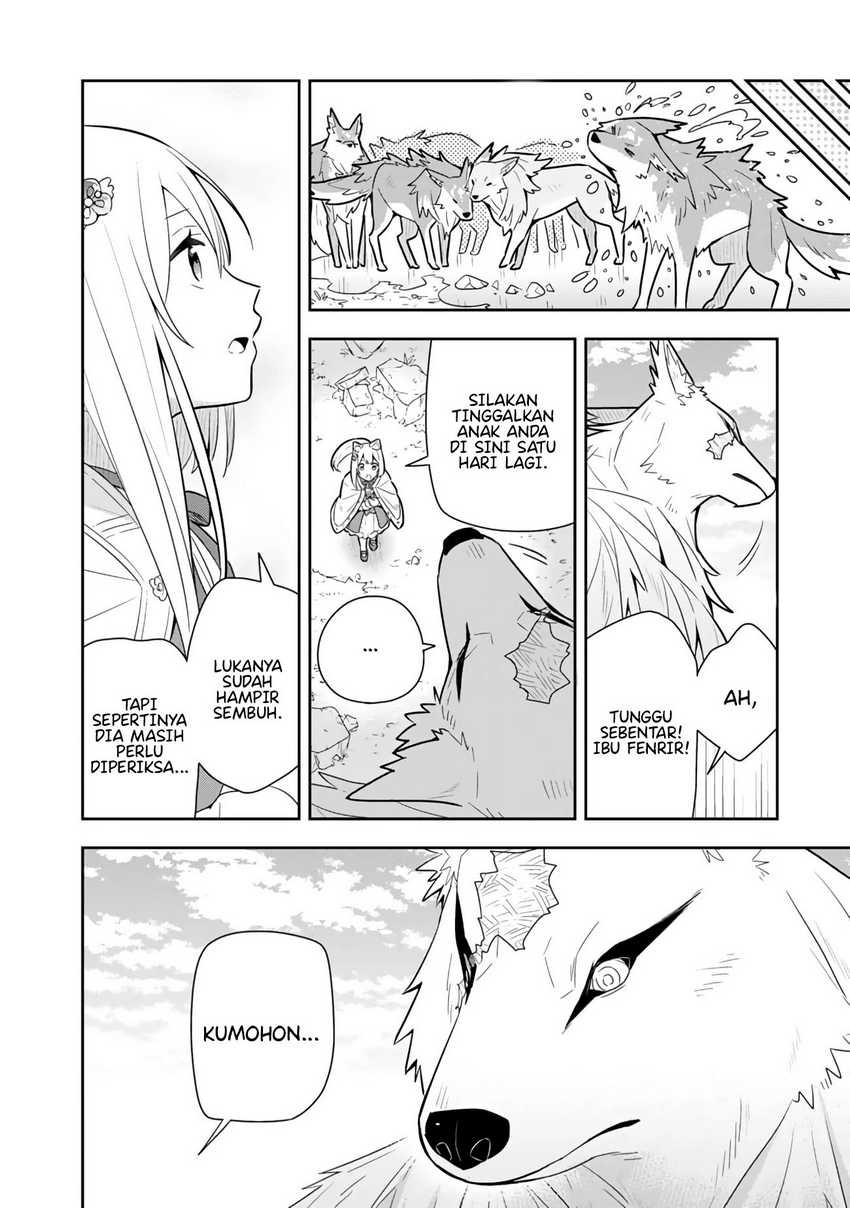 AH,
TUNGGU
SEBENTAR!
IBU FENRIR!
SILAKAN
TINGGALKAN
ANAK ANDA
DI SINI SATU
HARI LAGI.
...
LUKANYA
SUDAH
HAMPIR
SEMBUH.
TAPI
SEPERTINYA
DIA MASIH
PERLU
DIPERIKSA...
KUMOHON...